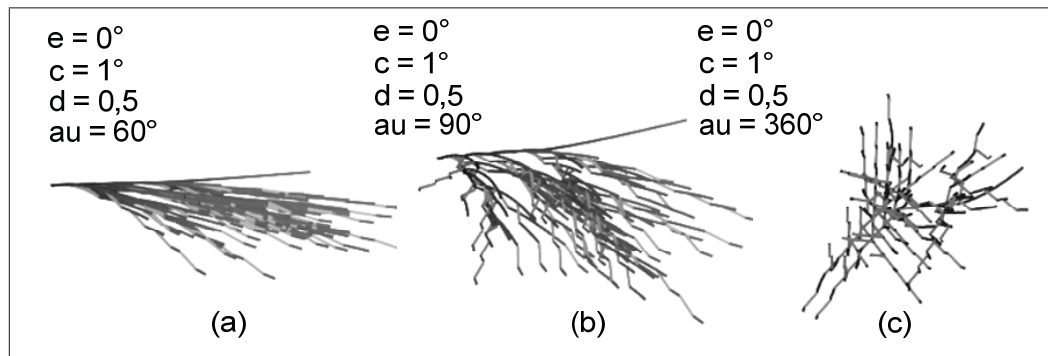 e = 0°
c = 1°
d = 0,5
au = 60°
(a)
e = 0°
c = 1°
d = 0,5
au = 90°
(b)
e = 0°
c = 1°
d = 0,5
au = 360°
(c)